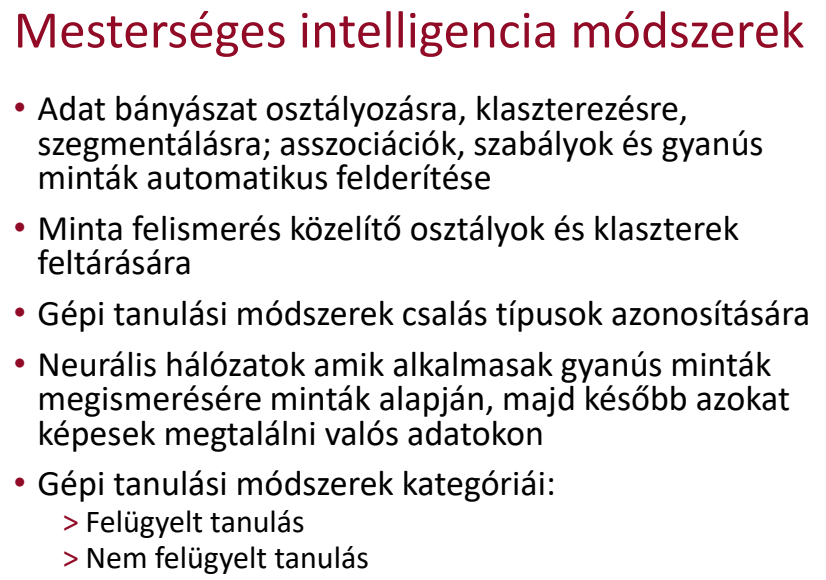 Mesterséges intelligencia módszerek
• Adat bányászat osztályozásra, klaszterezésre,
szegmentálásra; asszociációk, szabályok és gyanús
minták automatikus felderítése
• Minta felismerés közelítő osztályok és klaszterek
feltárására
• Gépi tanulási módszerek csalás típusok azonosítására
• Neurális hálózatok amik alkalmasak gyanús minták
megismerésére minták alapján, majd később azokat
képesek megtalálni valós adatokon
• Gépi tanulási módszerek kategóriái:
> Felügyelt tanulás
> Nem felügyelt tanulás